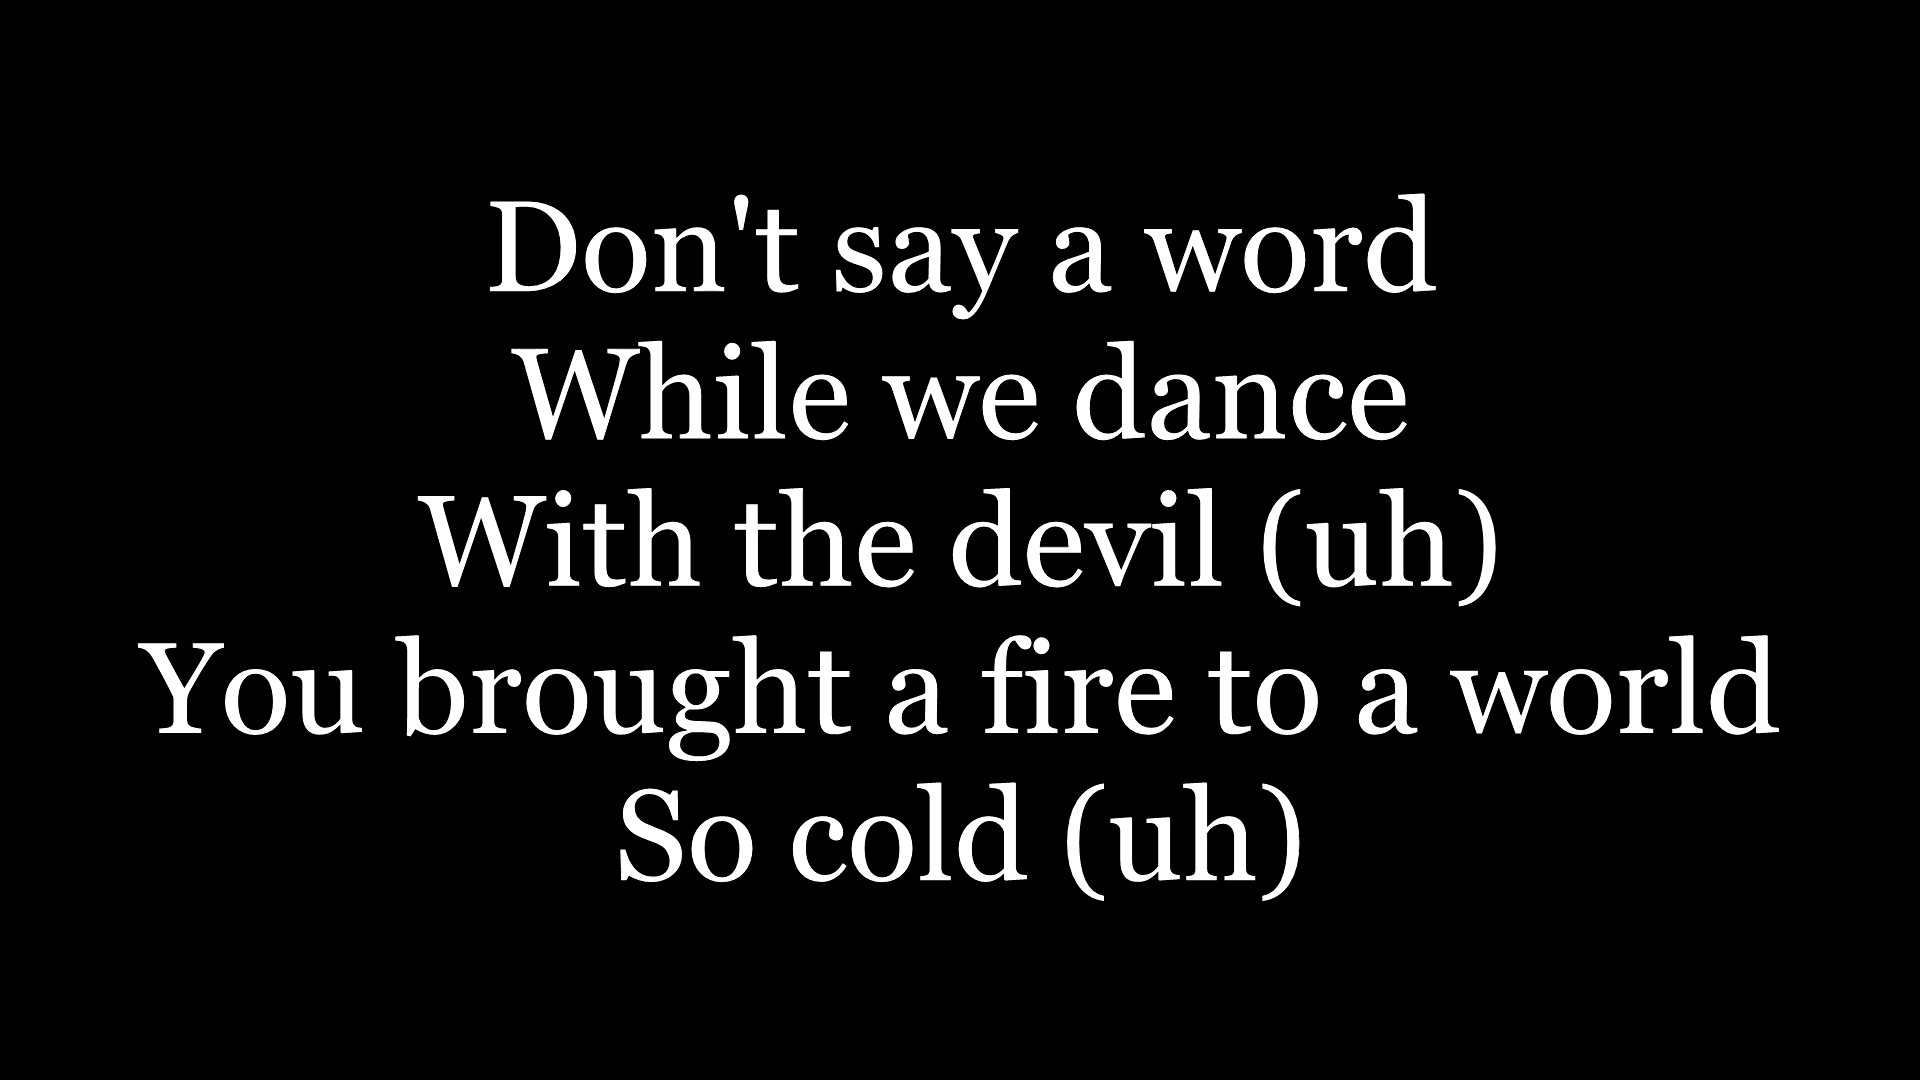 Don't say a word
While we dance
With the devil (uh)
You brought a fire to a world
So cold (uh)